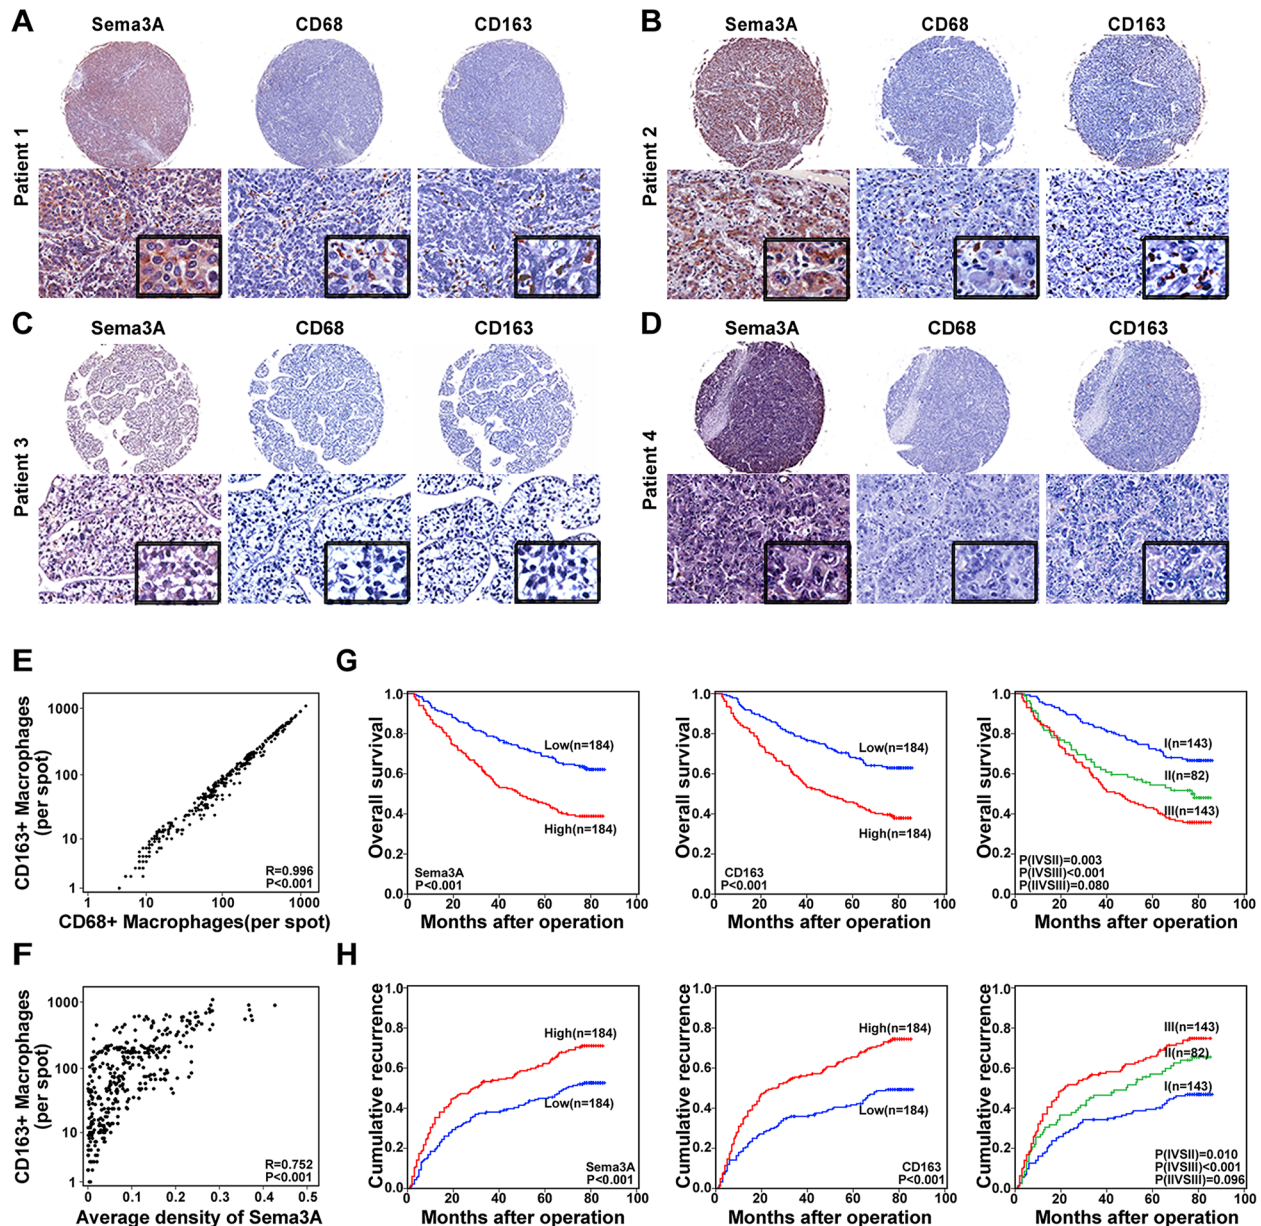 A
Sema3A
CD68
CD163
Patient 1
B
Sema3A
CD68
CD163
Patient 2
C
Sema3A
CD68
CD163
Patient 3
D
Sema3A
CD68
CD163
Patient 4
E
CD163+ Macrophages
(per spot)
1000
100
10
1
R=0.996
P<0.001
1 10 100 1000
CD68+ Macrophages(per spot)
F
CD163+ Macrophages
(per spot)
1000
100
10
1
R=0.752
P<0.001
0 0.1 0.2 0.3 0.4 0.5
Average density of Sema3A
G
Overall survival
1.0
0.8
0.6
0.4
0.2
0.0
Low(n=184)
High(n=184)
Sema3A
P<0.001
0 20 40 60 80 100
Months after operation
Overall survival
1.0
0.8
0.6
0.4
0.2
0.0
Low(n=184)
High(n=184)
CD163
P<0.001
0 20 40 60 80 100
Months after operation
Overall survival
1.0
0.8
0.6
0.4
0.2
0.0
I(n=143)
II(n=82)
III(n=143)
P(IVSII)=0.003
P(IVSIII)<0.001
P(IIVSIII)=0.080
0 20 40 60 80 100
Months after operation
H
Cumulative recurrence
1.0
0.8
0.6
0.4
0.2
0.0
High(n=184)
Low(n=184)
Sema3A
P<0.001
0 20 40 60 80 100
Months after operation
Cumulative recurrence
1.0
0.8
0.6
0.4
0.2
0.0
High(n=184)
Low(n=184)
CD163
P<0.001
0 20 40 60 80 100
Months after operation
Cumulative recurrence
1.0
0.8
0.6
0.4
0.2
0.0
III(n=143)
II(n=82)
I(n=143)
P(IVSII)=0.010
P(IVSIII)<0.001
P(IIVSIII)=0.096
0 20 40 60 80 100
Months after operation